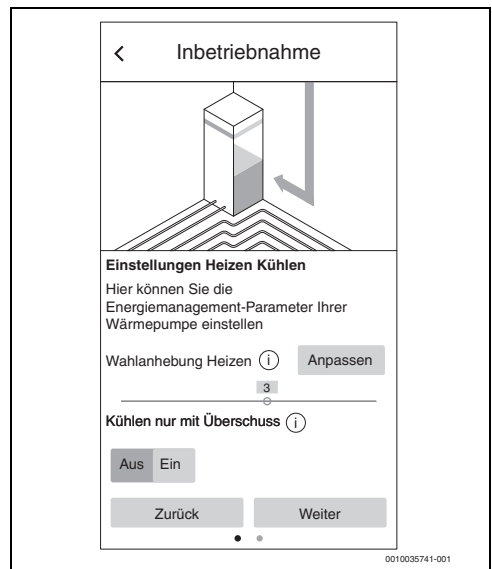 Inbetriebnahme
Einstellungen Heizen Kühlen
Hier können Sie die
Energiemanagement-Parameter Ihrer
Wärmepumpe einstellen
Wahlanhebung Heizen i Anpassen
3
Kühlen nur mit Überschuss i
Aus Ein
Zurück Weiter
0010035741-001